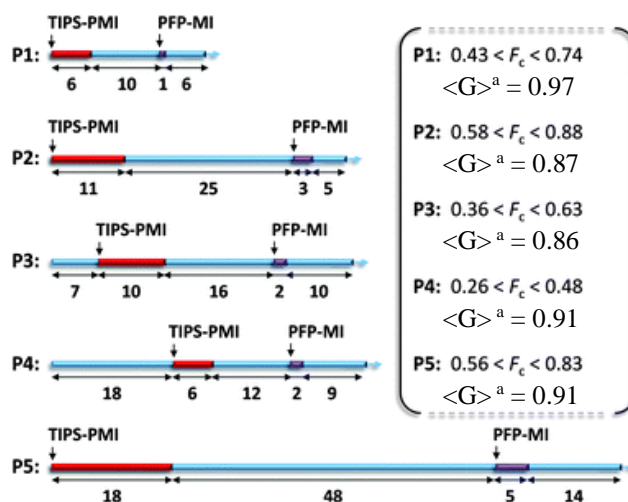 TIPS-PMI PFP-MI
P1:
6 10 1 6
TIPS-PMI PFP-MI
P2:
11 25 3 5
TIPS-PMI PFP-MI
P3:
7 10 16 2 10
TIPS-PMI PFP-MI
P4:
18 6 12 2 9
TIPS-PMI PFP-MI
P5:
18 48 5 14
P1: 0.43 < Fc < 0.74
<G> a = 0.97
P2: 0.58 < Fc < 0.88
<G> a = 0.87
P3: 0.36 < Fc < 0.63
<G> a = 0.86
P4: 0.26 < Fc < 0.48
<G> a = 0.91
P5: 0.56 < Fc < 0.83
<G> a = 0.91